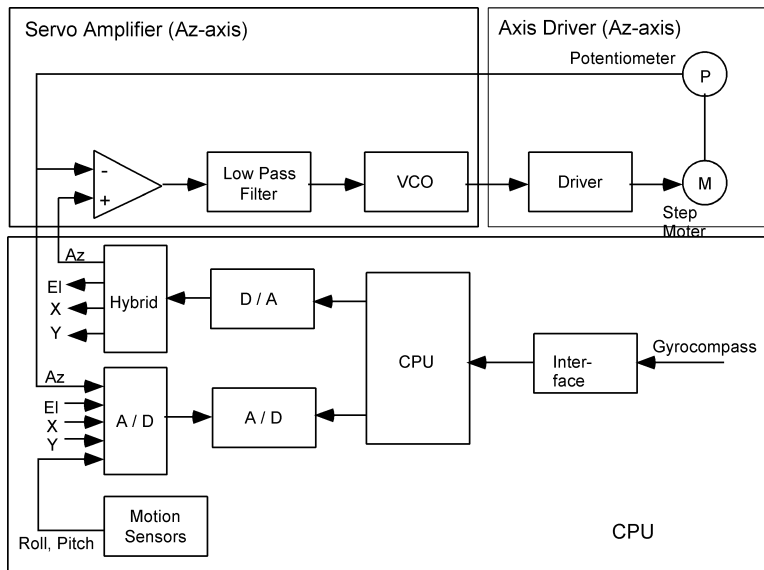 Servo Amplifier (Az-axis)
Axis Driver (Az-axis)
Potentiometer
P
-
+
Low Pass
Filter
VCO
Driver
M
Step
Moter
Az
El
X
Y
Hybrid
D / A
CPU
Inter-
face
Gyrocompass
Az
El
X
Y
A / D
A / D
Motion
Sensors
Roll, Pitch
CPU